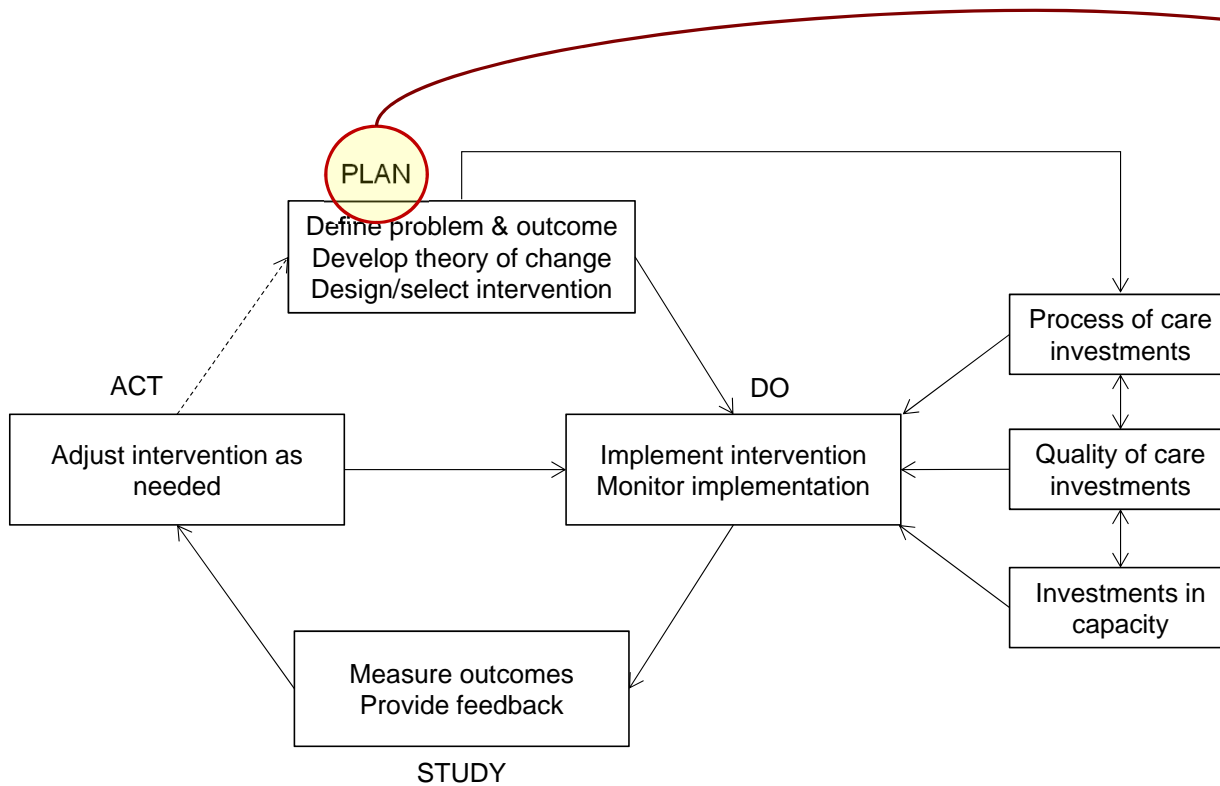 PLAN
Define problem & outcome
Develop theory of change
Design/select intervention
Process of care
investments
ACT
DO
Adjust intervention as
needed
Implement intervention
Monitor implementation
Quality of care
investments
Investments in
capacity
Measure outcomes
Provide feedback
STUDY